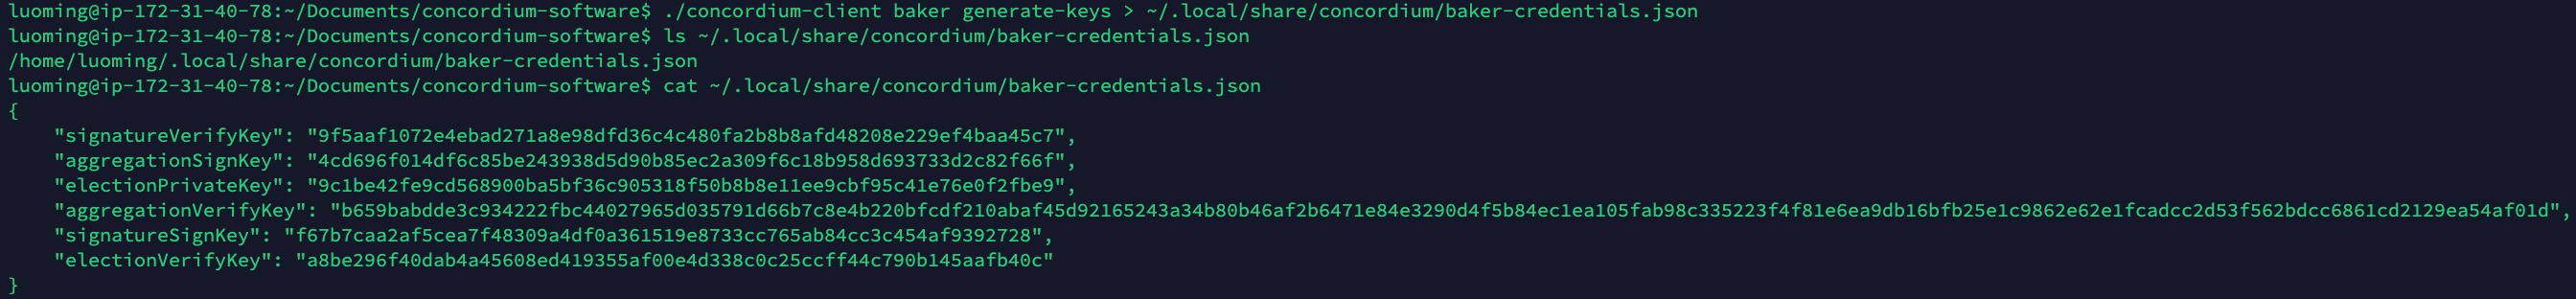 luoming@ip-172-31-40-78:~/Documents/concordium-software$ ./concordium-client baker generate-keys > ~/.local/share/concordium/baker-credentials.json
luoming@ip-172-31-40-78:~/Documents/concordium-software$ ls ~/.local/share/concordium/baker-credentials.json
/home/luoming/.local/share/concordium/baker-credentials.json
luoming@ip-172-31-40-78:~/Documents/concordium-software$ cat ~/.local/share/concordium/baker-credentials.json
{
    "signatureVerifyKey": "9f5aaf1072e4ebad271a8e98dfd36c4c480fa2b8b8afd48208e229ef4baa45c7",
    "aggregationSignKey": "4cd696f014df6c85be243938d5d90b85ec2a309f6c18b958d693733d2c82f66f",
    "electionPrivateKey": "9c1be42fe9cd568900ba5bf36c905318f50b8b8e11ee9cbf95c41e76e0f2fbe9",
    "aggregationVerifyKey": "b659babdde3c934222fbc44027965d035791d66b7c8e4b220bfcdf210abaf45d92165243a34b80b46af2b6471e84e3290d4f5b84ec1ea105fab98c335223f4f81e6ea9db16bfb25e1c9862e62e1fcadcc2d53f562bdcc6861cd2129ea54af01d",
    "signatureSignKey": "f67b7caa2af5cea7f48309a4df0a361519e8733cc765ab84cc3c454af9392728",
    "electionVerifyKey": "a8be296f40dab4a45608ed419355af00e4d338c0c25ccff44c790b145aafb40c"
}